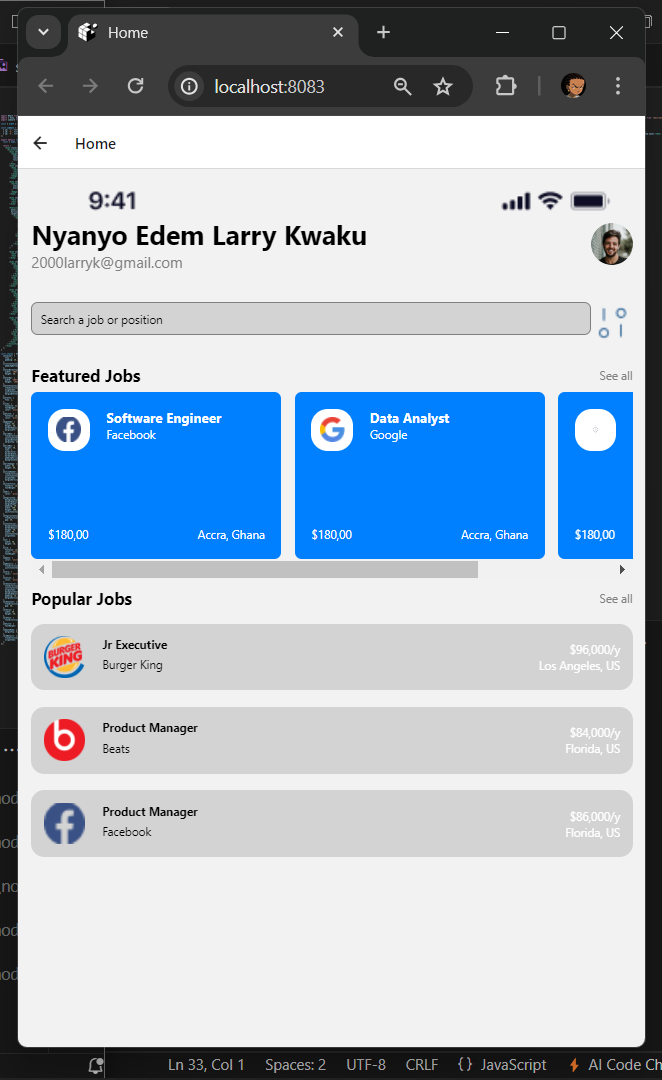 Home
localhost:8083
Home
9:41
Nyanyo Edem Larry Kwaku
2000larryk@gmail.com
Search a job or position
Featured Jobs See all
Software Engineer
Facebook
$180,00 Accra, Ghana
Data Analyst
Google
$180,00 Accra, Ghana
$180,00
Popular Jobs See all
BURGER KING
Jr Executive
Burger King
$96,000/y
Los Angeles, US
Product Manager
Beats
$84,000/y
Florida, US
Product Manager
Facebook
$86,000/y
Florida, US
Ln 33, Col 1 Spaces: 2 UTF-8 CRLF {} JavaScript AI Code Ch